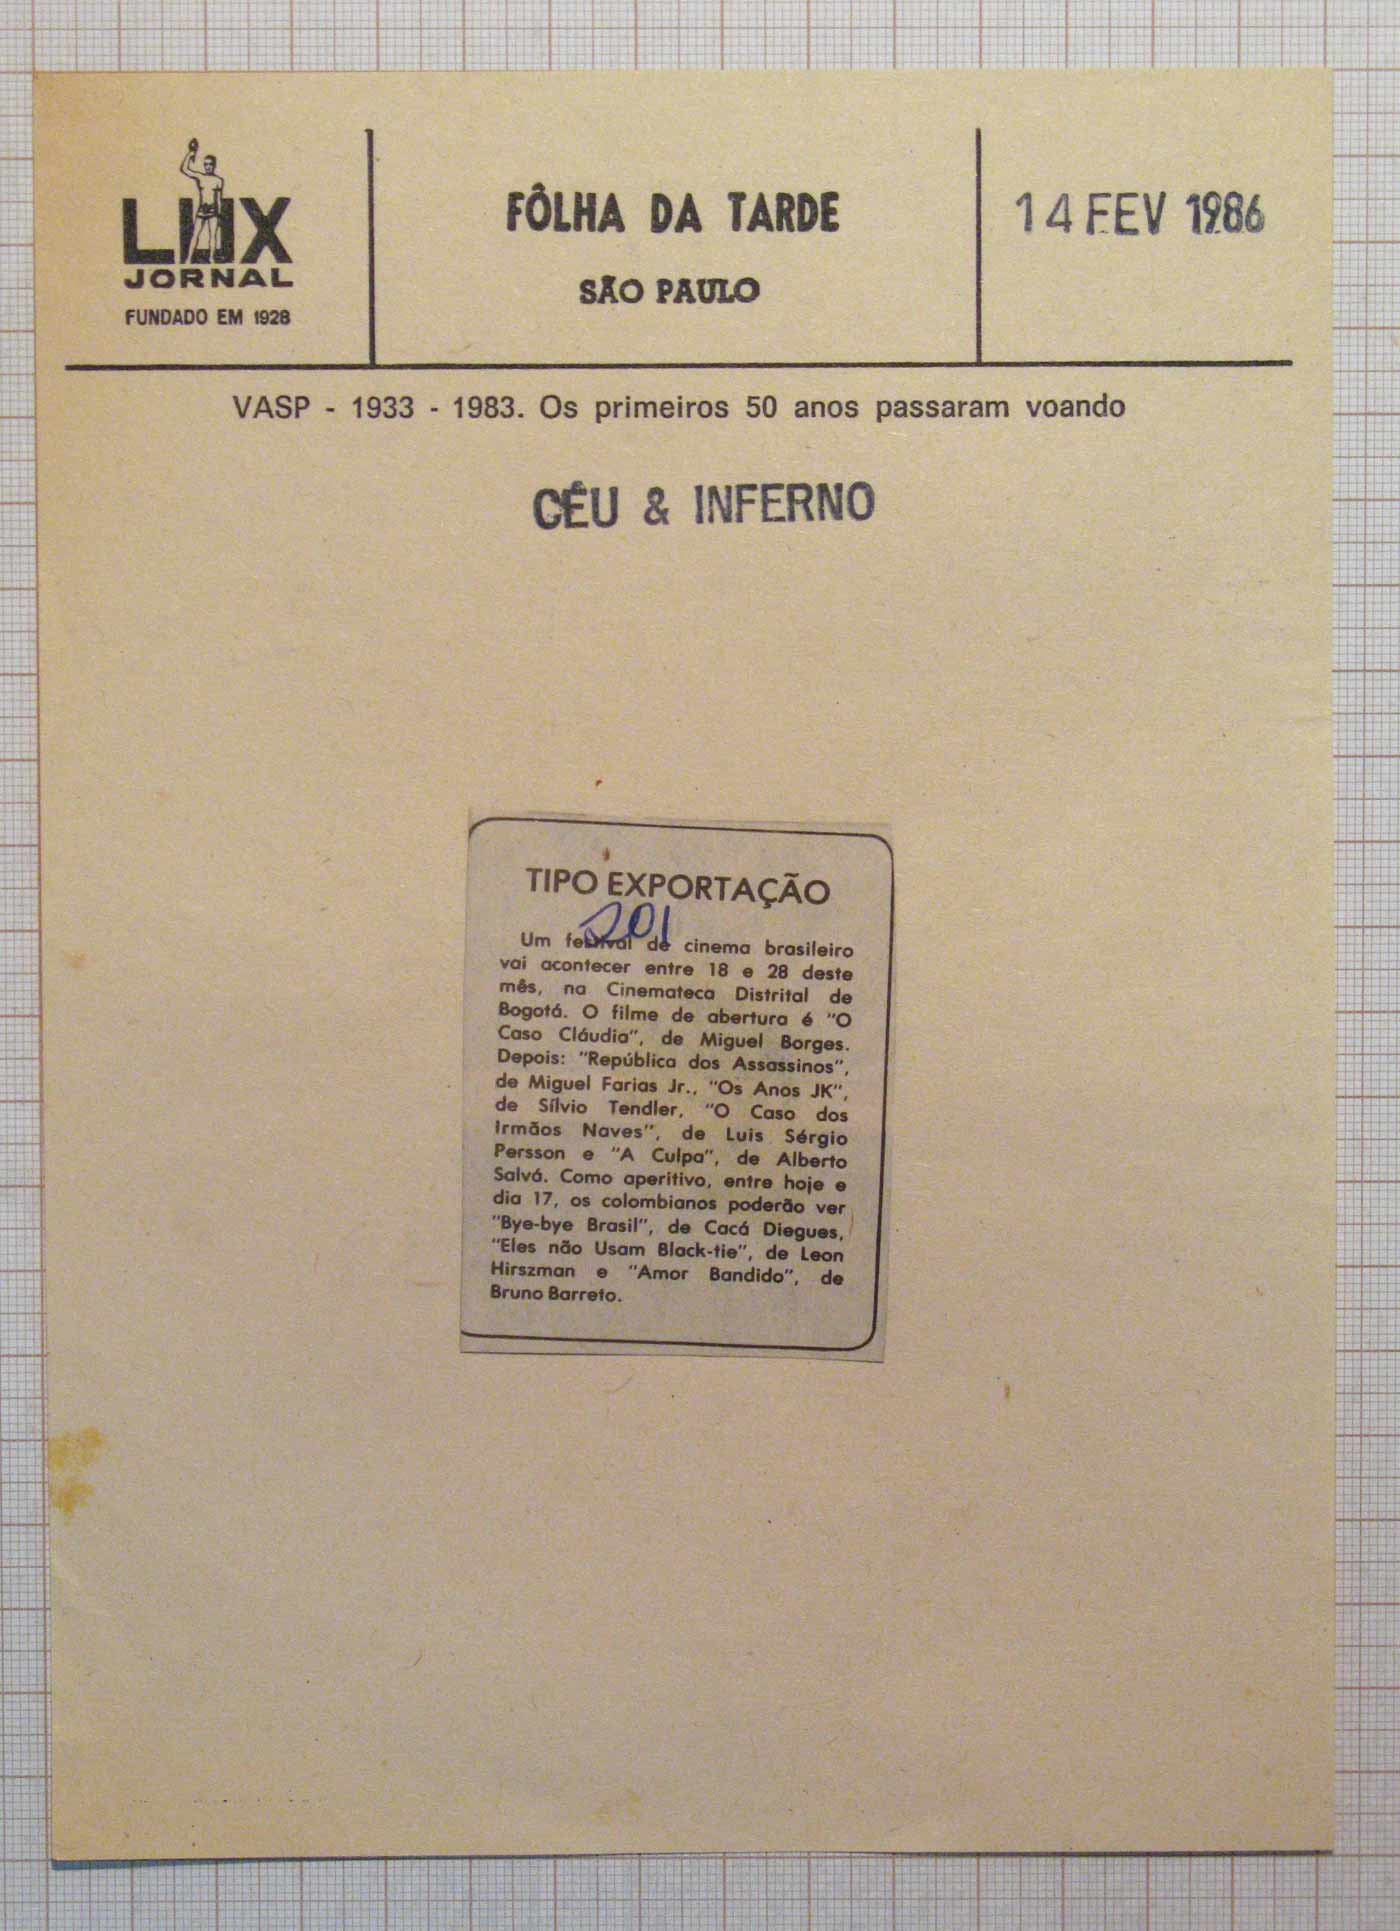 LUX
JORNAL
FUNDADO EM 1928
FÔLHA DA TARDE
SÃO PAULO
14 FEV 1986
VASP - 1933 - 1983. Os primeiros 50 anos passaram voando
CÉU & INFERNO
TIPO EXPORTAÇÃO
201
Um festival de cinema brasileiro
vai acontecer entre 18 e 28 deste
mês, na Cinemateca Distrital de
Bogotá. O filme de abertura é "O
Caso Cláudia", de Miguel Borges.
Depois: "República dos Assassinos",
de Miguel Farias Jr., "Os Anos JK",
de Sílvio Tendler, "O Caso dos
Irmãos Naves", de Luis Sérgio
Persson e "A Culpa", de Alberto
Salvá. Como aperitivo, entre hoje e
dia 17, os colombianos poderão ver
"Bye-bye Brasil", de Cacá Diegues,
"Eles não Usam Black-tie", de Leon
Hirszman e "Amor Bandido", de
Bruno Barreto.